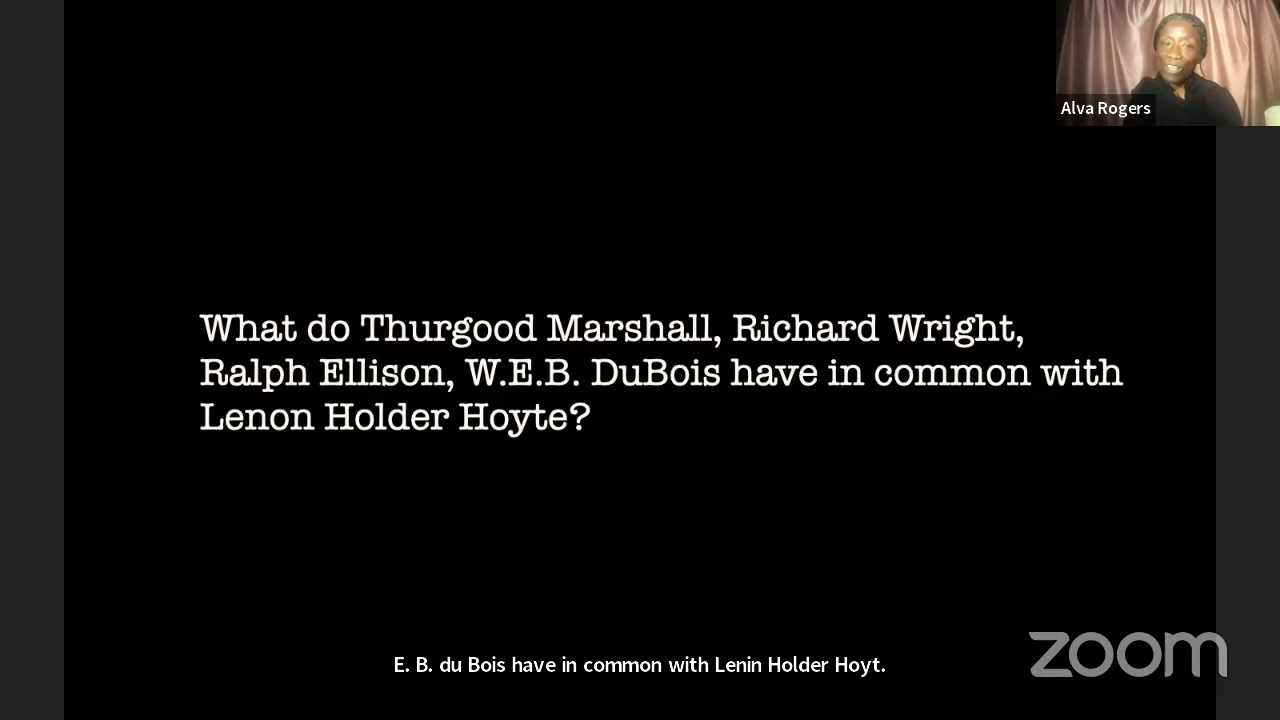 Alva Rogers
What do Thurgood Marshall, Richard Wright,
Ralph Ellison, W.E.B. DuBois have in common with
Lenon Holder Hoyte?
E. B. du Bois have in common with Lenin Holder Hoyt.
zoom